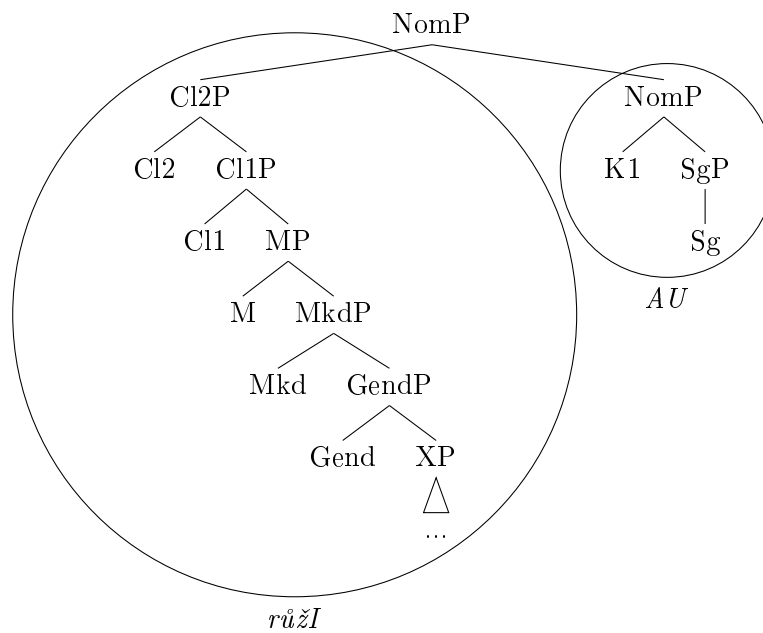 NomP
Cl2P NomP
Cl2 Cl1P K1 SgP
Cl1 MP Sg
M MkdP AU
Mkd GendP
Gend XP
...
růžI